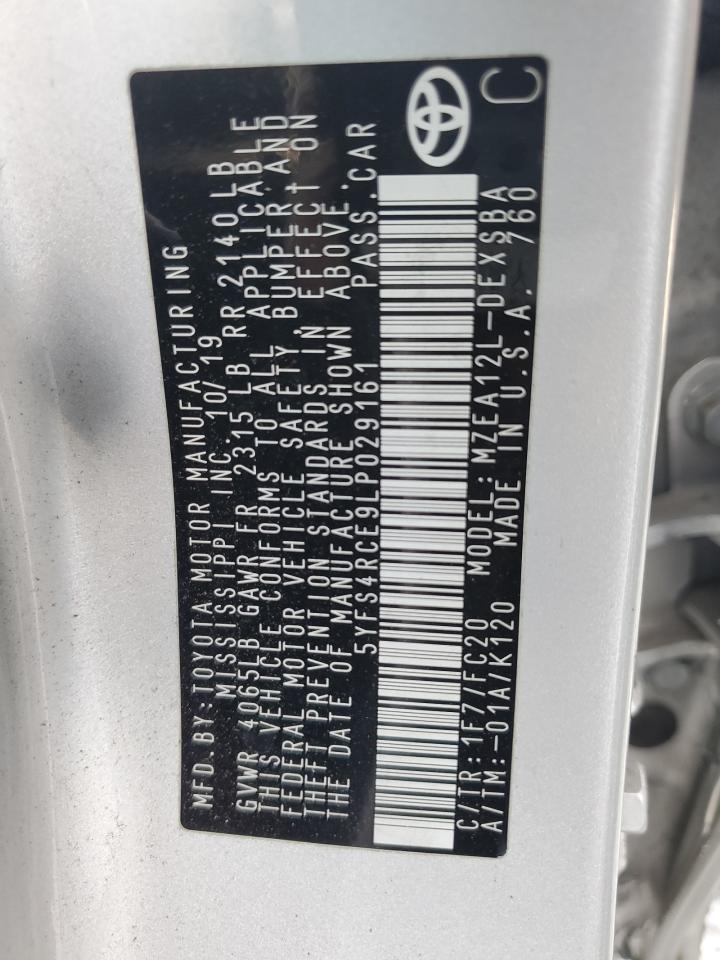 MFD.BY:TOYOTA MOTOR MANUFACTURING
MISSISSIPPI INC. 10/19
GVWR 4065LB GAWR FR 2315 LB RR 2140LB
THIS VEHICLE CONFORMS TO ALL APPLICABLE
FEDERAL MOTOR VEHICLE SAFETY,BUMPER,AND
THEFT PREVENTION STANDARDS IN EFFECT ON
THE DATE OF MANUFACTURE SHOWN ABOVE.
5YFS4RCE9LP029161 PASS.CAR
C/TR:1F7/FC20 MODEL:MZEA12L-DEXSBA
A/TM:-01A/K120 MADE IN U.S.A. 760
C